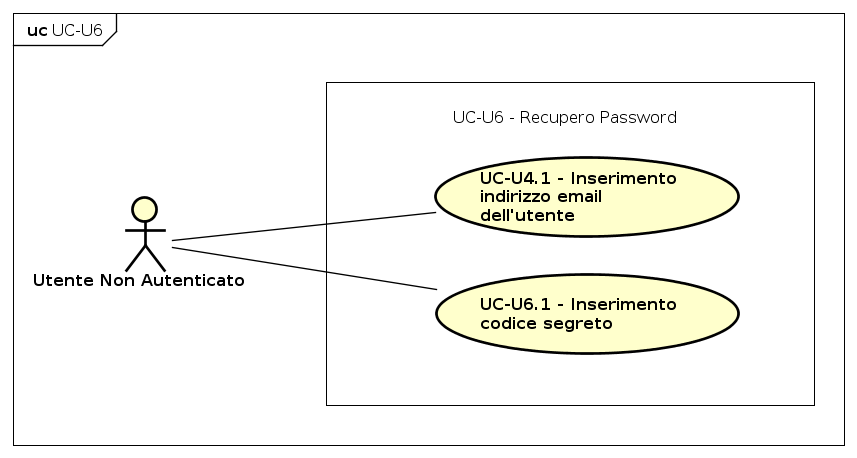 uc UC-U6
UC-U6 - Recupero Password
UC-U4.1 - Inserimento
indirizzo email
dell'utente
Utente Non Autenticato
UC-U6.1 - Inserimento
codice segreto